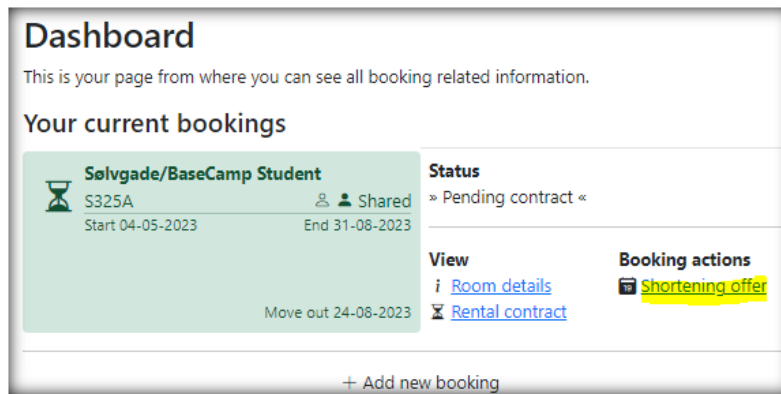 Dashboard
This is your page from where you can see all booking related information.
Your current bookings
Sølvgade/BaseCamp Student
S325A Shared
Start 04-05-2023 End 31-08-2023
Move out 24-08-2023
Status
» Pending contract «
View
i Room details
Rental contract
Booking actions
19 Shortening offer
+ Add new booking